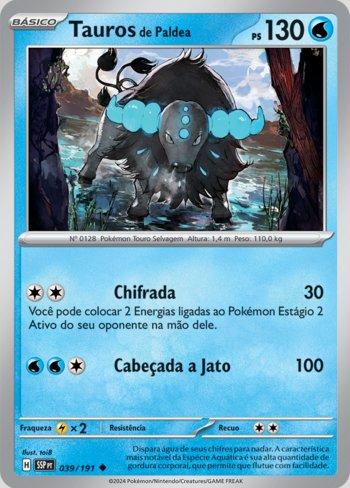 BÁSICO
Tauros de Paldea PS 130
Nº 0128 Pokémon Touro Selvagem Altura: 1,4 m Peso: 110,0 kg
Chifrada 30
Você pode colocar 2 Energias ligadas ao Pokémon Estágio 2
Ativo do seu oponente na mão dele.
Cabeçada a Jato 100
Fraqueza ×2 Resistência Recuo
Ilust. toi8
H SSP PT 039/191
Dispara água de seus chifres para nadar. A característica
mais notável da Espécie Aquática é sua alta quantidade de
gordura corporal, que permite que flutue com facilidade.
©2024 Pokémon/Nintendo/Creatures/GAME FREAK